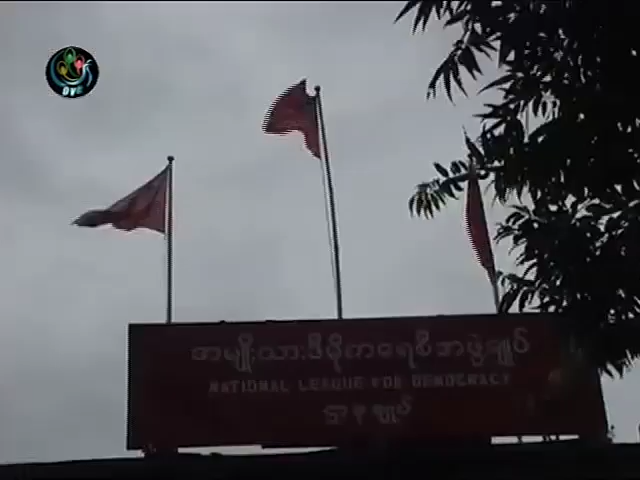 DVB
အမျိုးသားဒီမိုကရေစီအဖွဲ့ချုပ်
NATIONAL LEAGUE FOR DEMOCRACY
ဌာနချုပ်